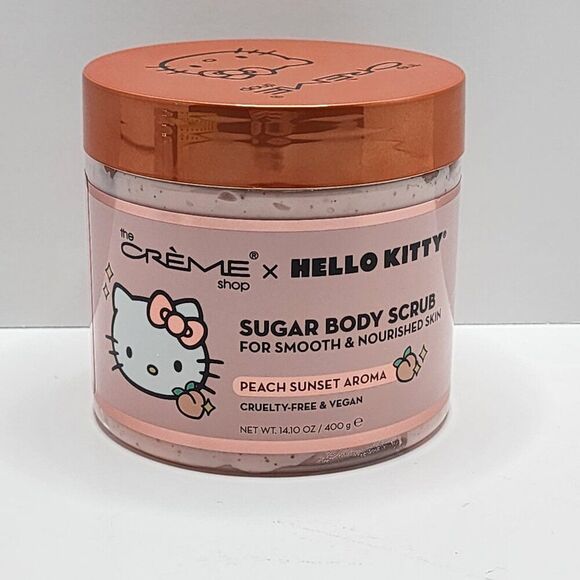 the
CRÈME® x HELLO KITTY®
shop
SUGAR BODY SCRUB
FOR SMOOTH & NOURISHED SKIN
PEACH SUNSET AROMA
CRUELTY-FREE & VEGAN
NET WT. 14.10 OZ / 400 g ℮